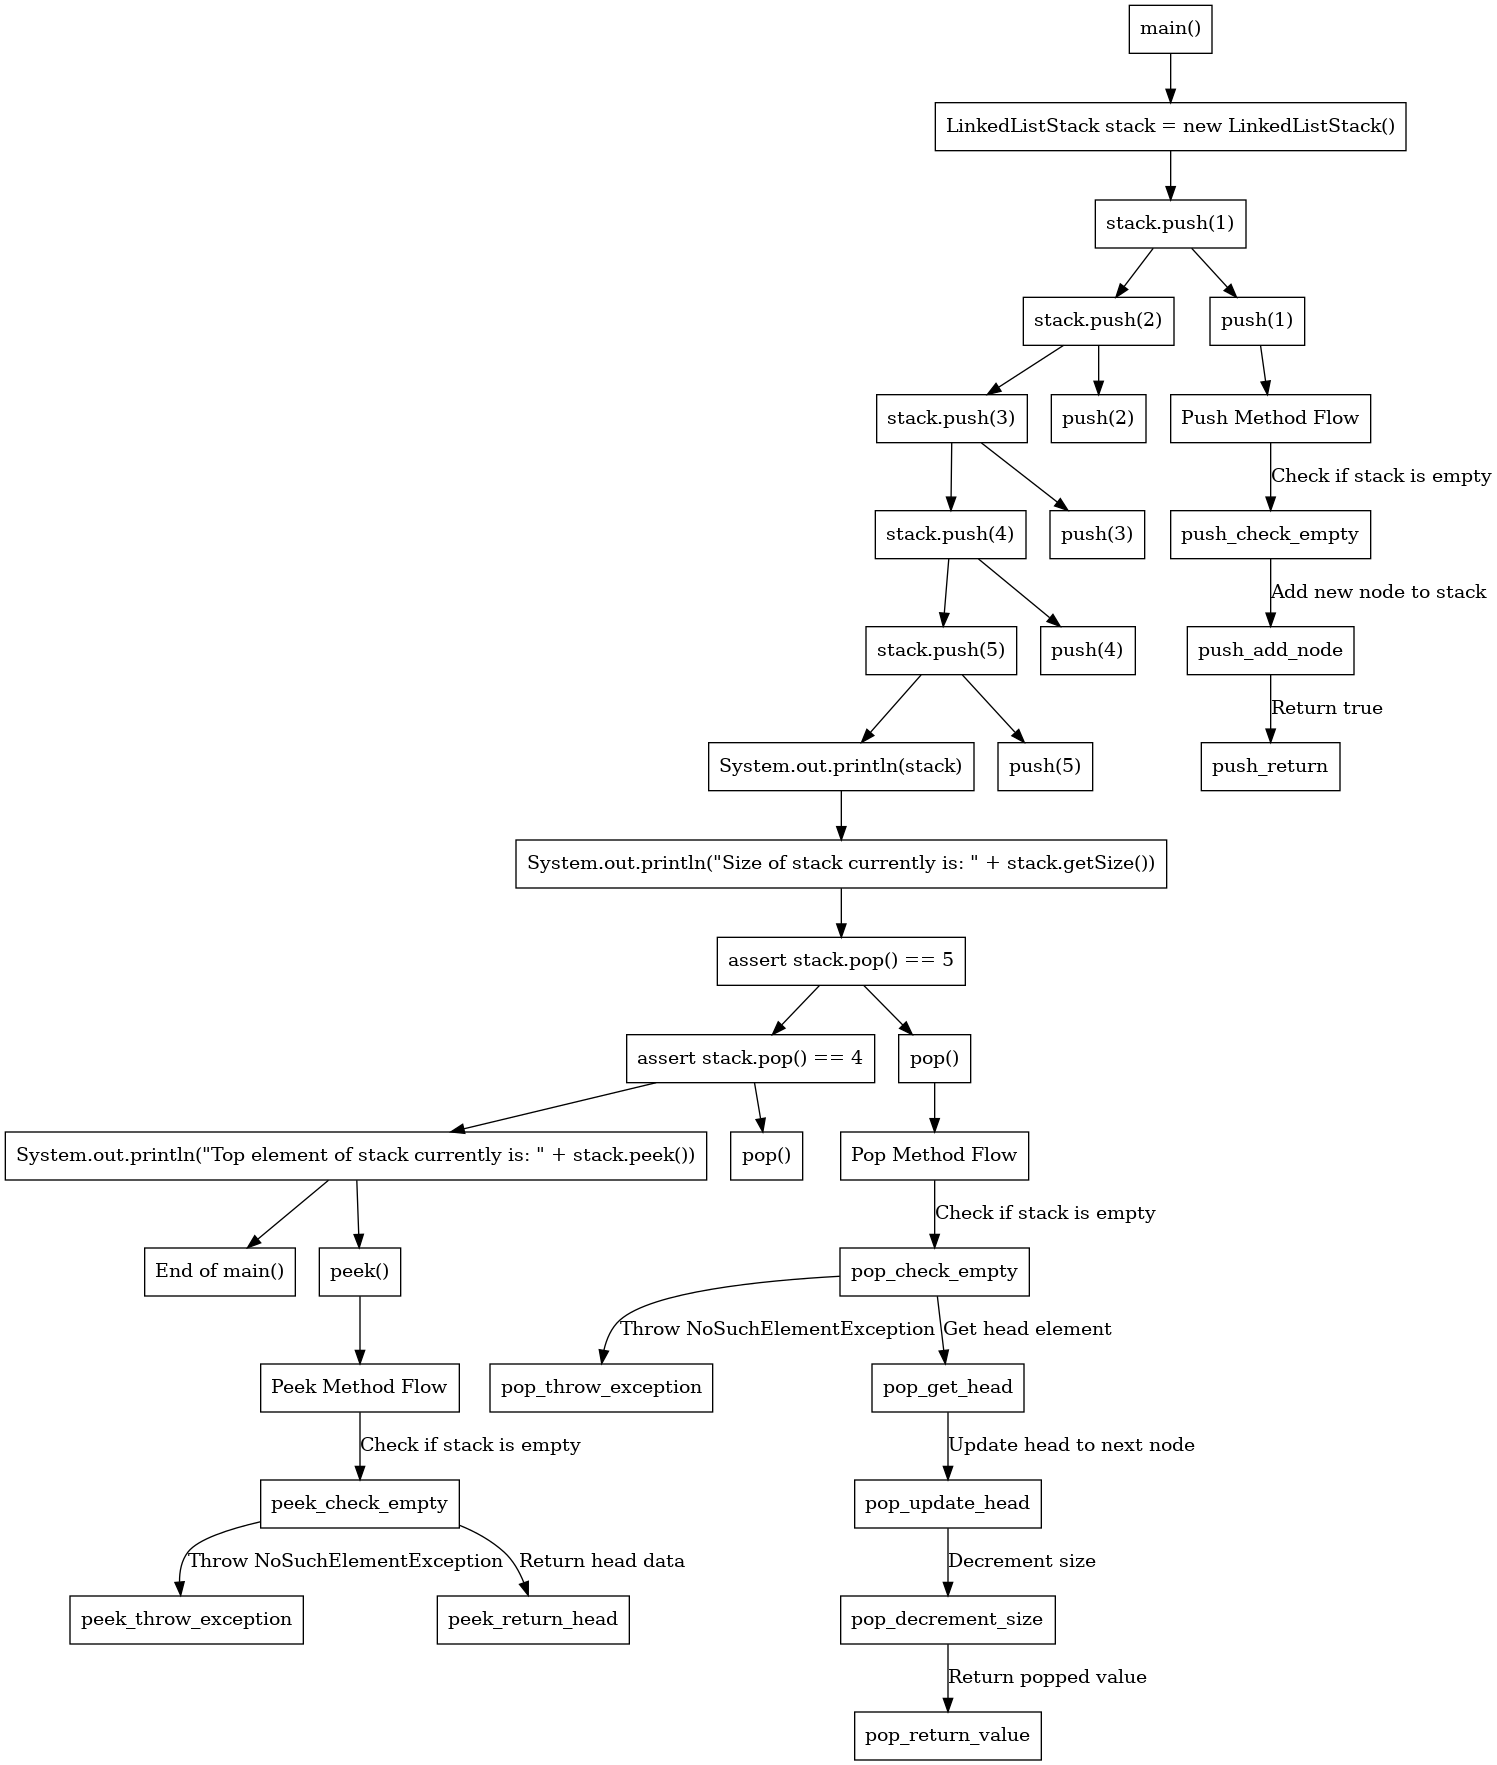 main()
LinkedListStack stack = new LinkedListStack()
stack.push(1)
stack.push(2)
push(1)
stack.push(3)
push(2)
Push Method Flow
Check if stack is empty
stack.push(4)
push(3)
push_check_empty
Add new node to stack
stack.push(5)
push(4)
push_add_node
Return true
System.out.println(stack)
push(5)
push_return
System.out.println("Size of stack currently is: " + stack.getSize())
assert stack.pop() == 5
assert stack.pop() == 4
pop()
System.out.println("Top element of stack currently is: " + stack.peek())
pop()
Pop Method Flow
Check if stack is empty
End of main()
peek()
pop_check_empty
Throw NoSuchElementException
Get head element
Peek Method Flow
pop_throw_exception
pop_get_head
Check if stack is empty
Update head to next node
peek_check_empty
pop_update_head
Throw NoSuchElementException
Return head data
Decrement size
peek_throw_exception
peek_return_head
pop_decrement_size
Return popped value
pop_return_value